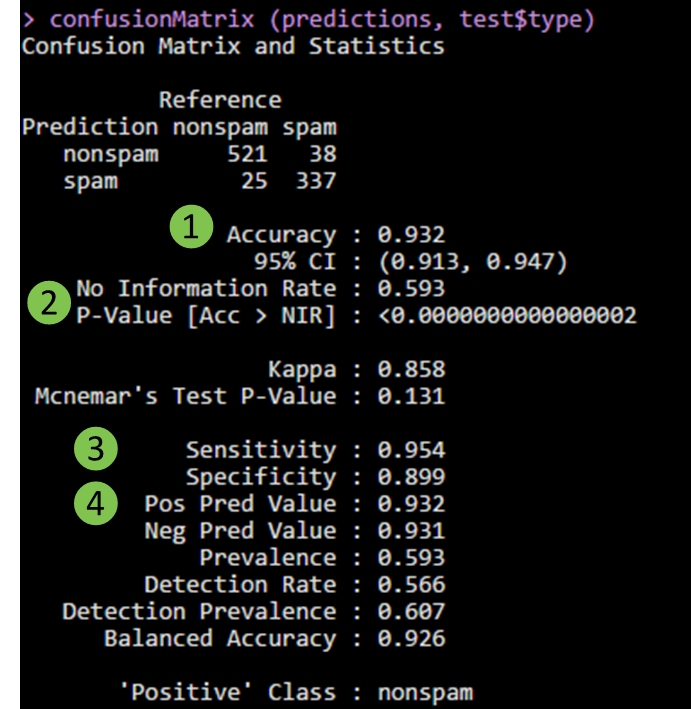 > confusionMatrix (predictions, test$type)
Confusion Matrix and Statistics
Reference
Prediction nonspam spam
nonspam 521 38
spam 25 337
1 Accuracy : 0.932
95% CI : (0.913, 0.947)
No Information Rate : 0.593
2 P-Value [Acc > NIR] : <0.0000000000000002
Kappa : 0.858
Mcnemar's Test P-Value : 0.131
3 Sensitivity : 0.954
Specificity : 0.899
4 Pos Pred Value : 0.932
Neg Pred Value : 0.931
Prevalence : 0.593
Detection Rate : 0.566
Detection Prevalence : 0.607
Balanced Accuracy : 0.926
'Positive' Class : nonspam